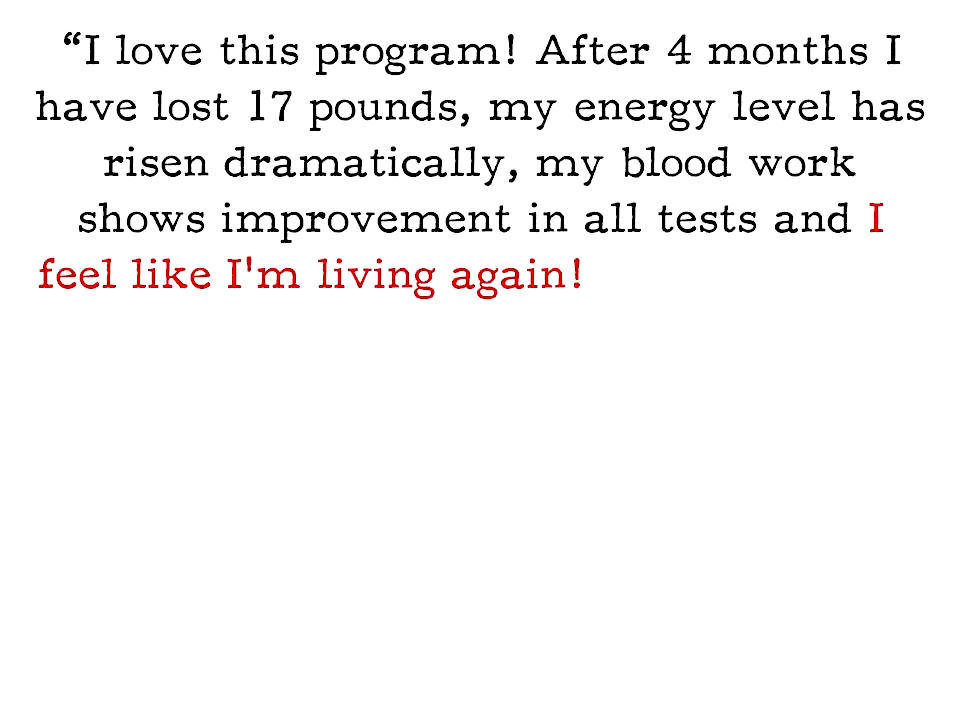 “I love this program! After 4 months I
have lost 17 pounds, my energy level has
risen dramatically, my blood work
shows improvement in all tests and I
feel like I'm living again!